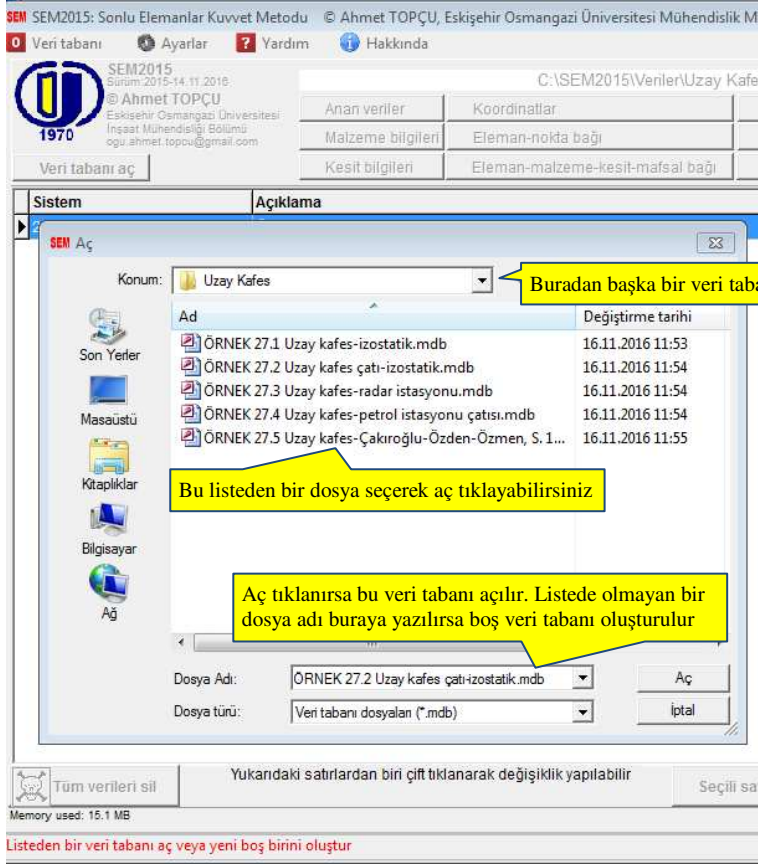 SEM SEM2015: Sonlu Elemanlar Kuvvet Metodu © Ahmet TOPÇU, Eskişehir Osmangazi Üniversitesi Mühendislik M
Veri tabanı Ayarlar Yardım Hakkında
SEM2015
Sürüm 2015-14.11.2016
© Ahmet TOPÇU
Eskişehir Osmangazi Üniversitesi
İnşaat Mühendisliği Bölümü
ogu.ahmet.topcu@gmail.com
1970
C:\SEM2015\Veriler\Uzay Kafe
Anan veriler Koordinatlar
Malzeme bilgileri Eleman-nokta bağı
Veri tabanı aç Kesit bilgileri Eleman-malzeme-kesit-mafsal bağı
Sistem Açıklama
SEM Aç
Konum: Uzay Kafes
Buradan başka bir veri taba
Ad Değiştirme tarihi
ÖRNEK 27.1 Uzay kafes-izostatik.mdb 16.11.2016 11:53
ÖRNEK 27.2 Uzay kafes çatı-izostatik.mdb 16.11.2016 11:54
ÖRNEK 27.3 Uzay kafes-radar istasyonu.mdb 16.11.2016 11:54
ÖRNEK 27.4 Uzay kafes-petrol istasyonu çatısı.mdb 16.11.2016 11:54
ÖRNEK 27.5 Uzay kafes-Çakıroğlu-Özden-Özmen, S. 1... 16.11.2016 11:55
Son Yerler
Masaüstü
Kitaplıklar
Bilgisayar
Ağ
Bu listeden bir dosya seçerek aç tıklayabilirsiniz
Aç tıklanırsa bu veri tabanı açılır. Listede olmayan bir
dosya adı buraya yazılırsa boş veri tabanı oluşturulur
Dosya Adı: ÖRNEK 27.2 Uzay kafes çatı-izostatik.mdb Aç
Dosya türü: Veri tabanı dosyaları (*.mdb) İptal
Tüm verileri sil Yukarıdaki satırlardan biri çift tıklanarak değişiklik yapılabilir Seçili sa
Memory used: 15.1 MB
Listeden bir veri tabanı aç veya yeni boş birini oluştur